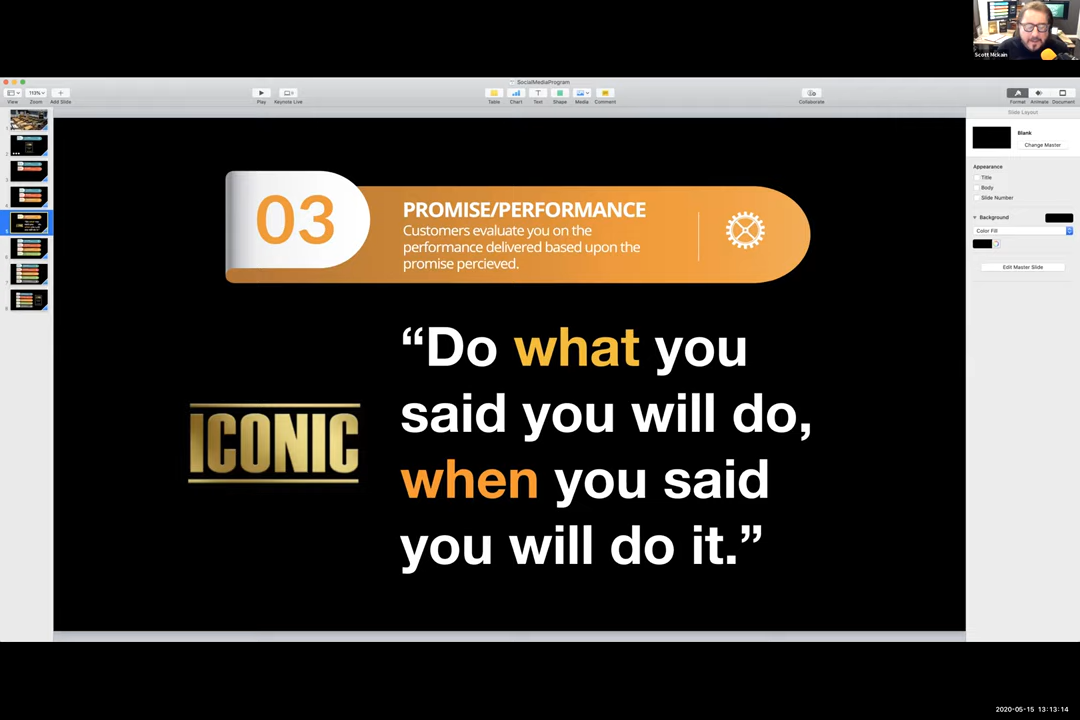 Scott Mckain
SocialMediaProgram
113%
View
Zoom
Add Slide
Play
Keynote Live
Table
Chart
Text
Shape
Media
Comment
Collaborate
Format
Animate
Document
Slide Layout
Blank
Change Master
Appearance
Title
Body
Slide Number
Background
Color Fill
Edit Master Slide
03
PROMISE/PERFORMANCE
Customers evaluate you on the
performance delivered based upon the
promise percieved.
ICONIC
“Do what you
said you will do,
when you said
you will do it.”
2020-05-15 13:13:14